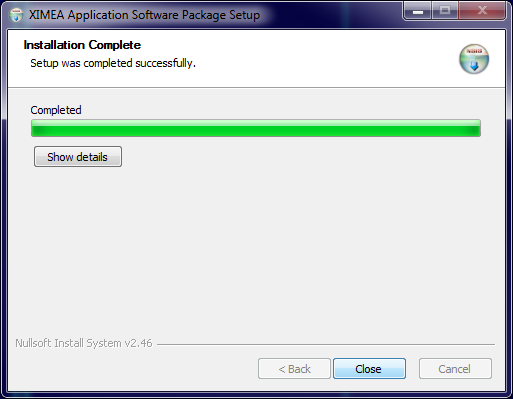 XIMEA Application Software Package Setup
Installation Complete
Setup was completed successfully.
Completed
Show details
Nullsoft Install System v2.46
< Back
Close
Cancel